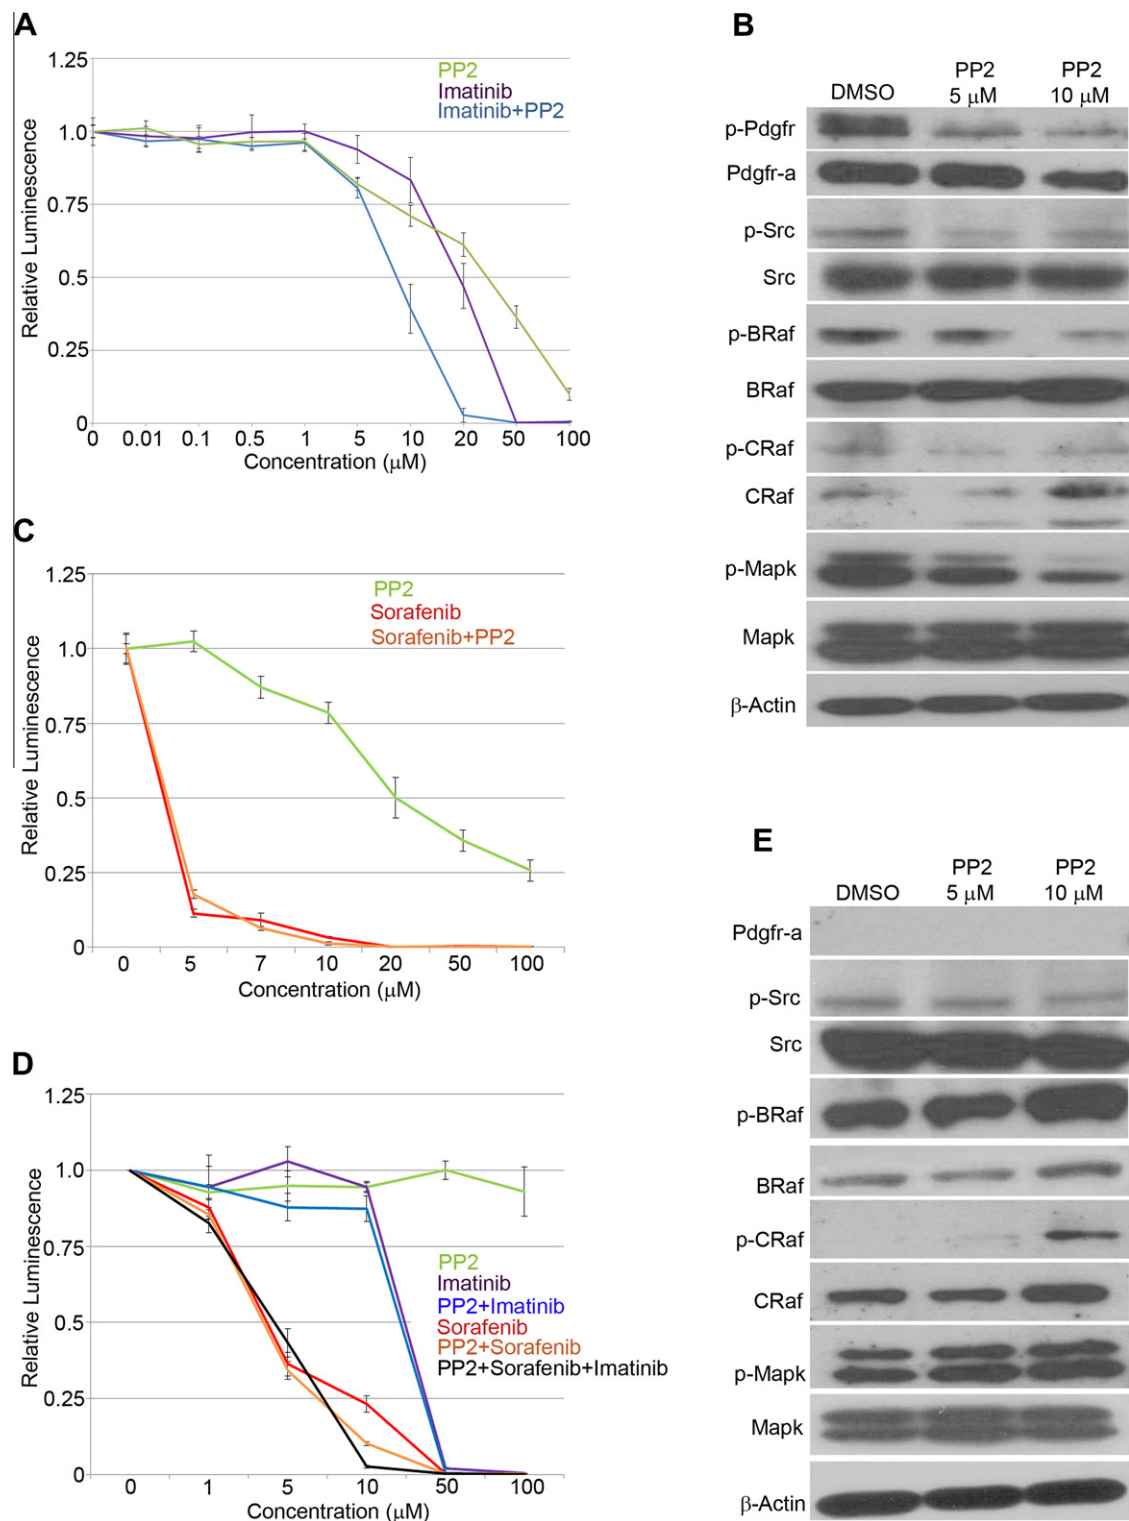 A
1.25
1.0
0.75
0.5
0.25
0
Relative Luminescence
PP2
Imatinib
Imatinib+PP2
0 0.01 0.1 0.5 1 5 10 20 50 100
Concentration (μM)
B
DMSO PP2 5 μM PP2 10 μM
p-Pdgfr
Pdgfr-a
p-Src
Src
p-BRaf
BRaf
p-CRaf
CRaf
p-Mapk
Mapk
β-Actin
C
1.25
1.0
0.75
0.5
0.25
0
Relative Luminescence
PP2
Sorafenib
Sorafenib+PP2
0 5 7 10 20 50 100
Concentration (μM)
D
1.25
1.0
0.75
0.5
0.25
0
Relative Luminescence
PP2
Imatinib
PP2+Imatinib
Sorafenib
PP2+Sorafenib
PP2+Sorafenib+Imatinib
0 1 5 10 50 100
Concentration (μM)
E
DMSO PP2 5 μM PP2 10 μM
Pdgfr-a
p-Src
Src
p-BRaf
BRaf
p-CRaf
CRaf
p-Mapk
Mapk
β-Actin